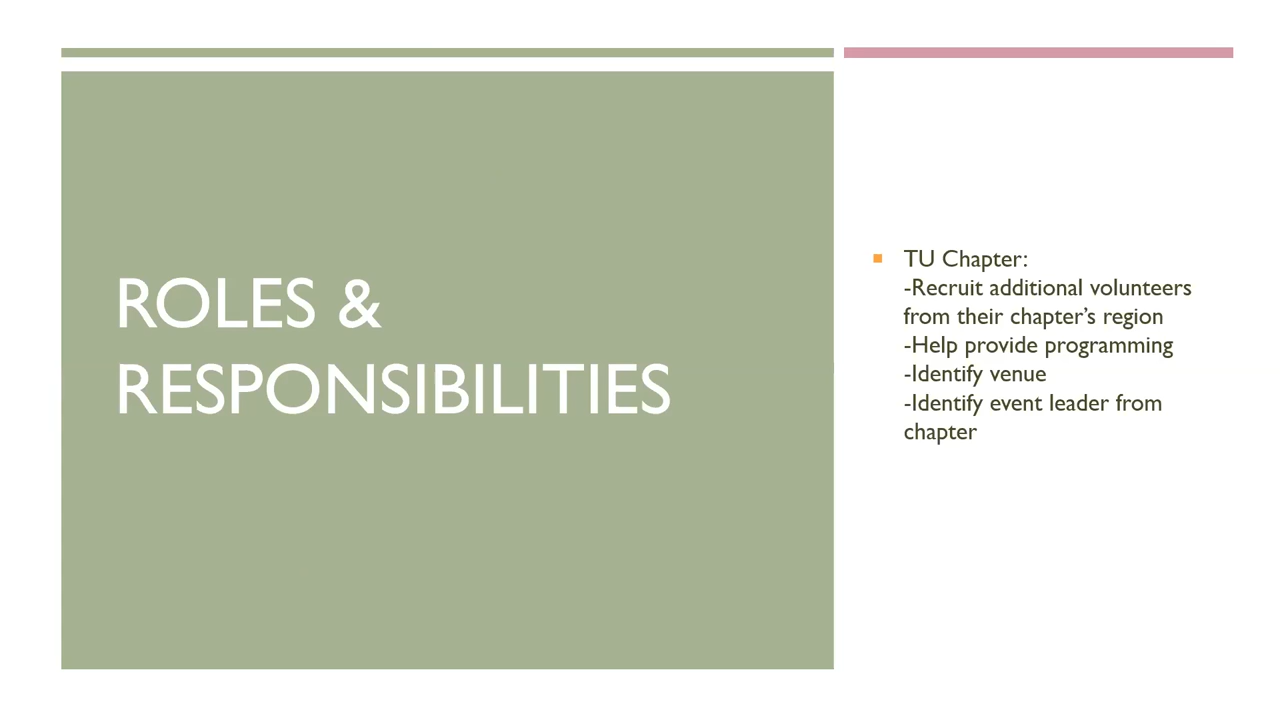 ROLES &
RESPONSIBILITIES
TU Chapter:
-Recruit additional volunteers
from their chapter’s region
-Help provide programming
-Identify venue
-Identify event leader from
chapter